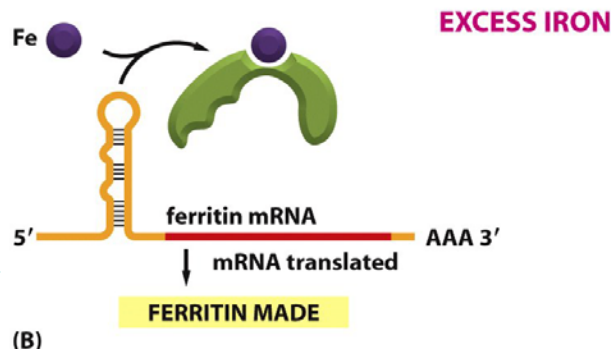 EXCESS IRON
Fe
ferritin mRNA
5′ AAA 3′
mRNA translated
FERRITIN MADE
(B)